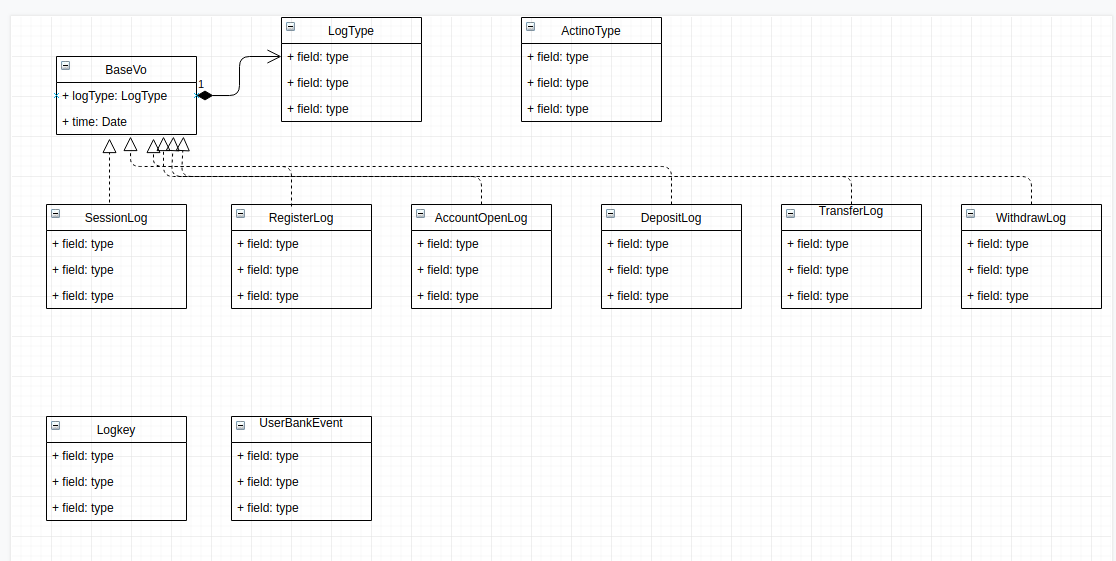 LogType
+ field: type
+ field: type
+ field: type
ActinoType
+ field: type
+ field: type
+ field: type
BaseVo
+ logType: LogType
+ time: Date
1
SessionLog
+ field: type
+ field: type
+ field: type
RegisterLog
+ field: type
+ field: type
+ field: type
AccountOpenLog
+ field: type
+ field: type
+ field: type
DepositLog
+ field: type
+ field: type
+ field: type
TransferLog
+ field: type
+ field: type
+ field: type
WithdrawLog
+ field: type
+ field: type
+ field: type
Logkey
+ field: type
+ field: type
+ field: type
UserBankEvent
+ field: type
+ field: type
+ field: type